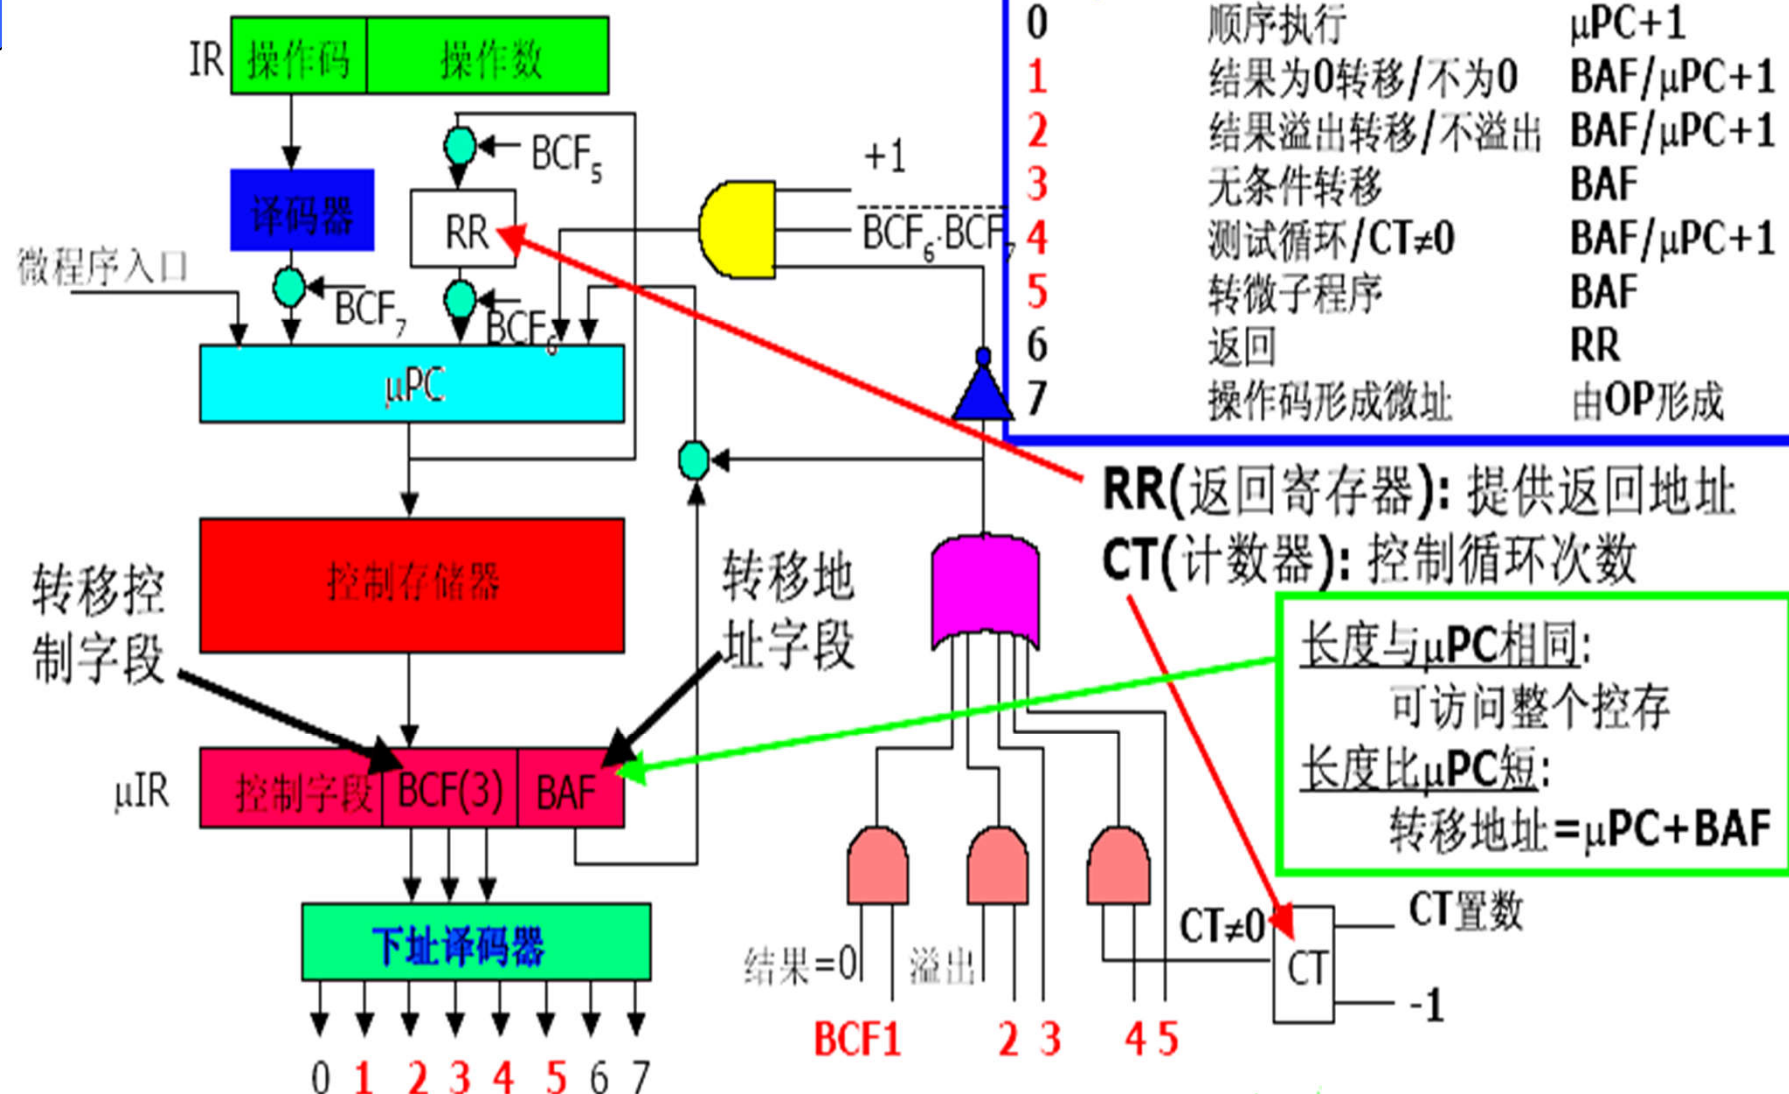 IR 操作码 操作数
译码器
BCF5
RR
+1
BCF6·BCF7
微程序入口
BCF7
BCF6
μPC
0 顺序执行 μPC+1
1 结果为0转移/不为0 BAF/μPC+1
2 结果溢出转移/不溢出 BAF/μPC+1
3 无条件转移 BAF
4 测试循环/CT≠0 BAF/μPC+1
5 转微子程序 BAF
6 返回 RR
7 操作码形成微址 由OP形成
RR(返回寄存器): 提供返回地址
CT(计数器): 控制循环次数
控制存储器
转移控
制字段
转移地
址字段
长度与μPC相同:
可访问整个控存
长度比μPC短:
转移地址=μPC+BAF
μIR 控制字段 BCF(3) BAF
下址译码器
0 1 2 3 4 5 6 7
结果=0 溢出
BCF1 2 3 4 5
CT≠0
CT
CT置数
-1